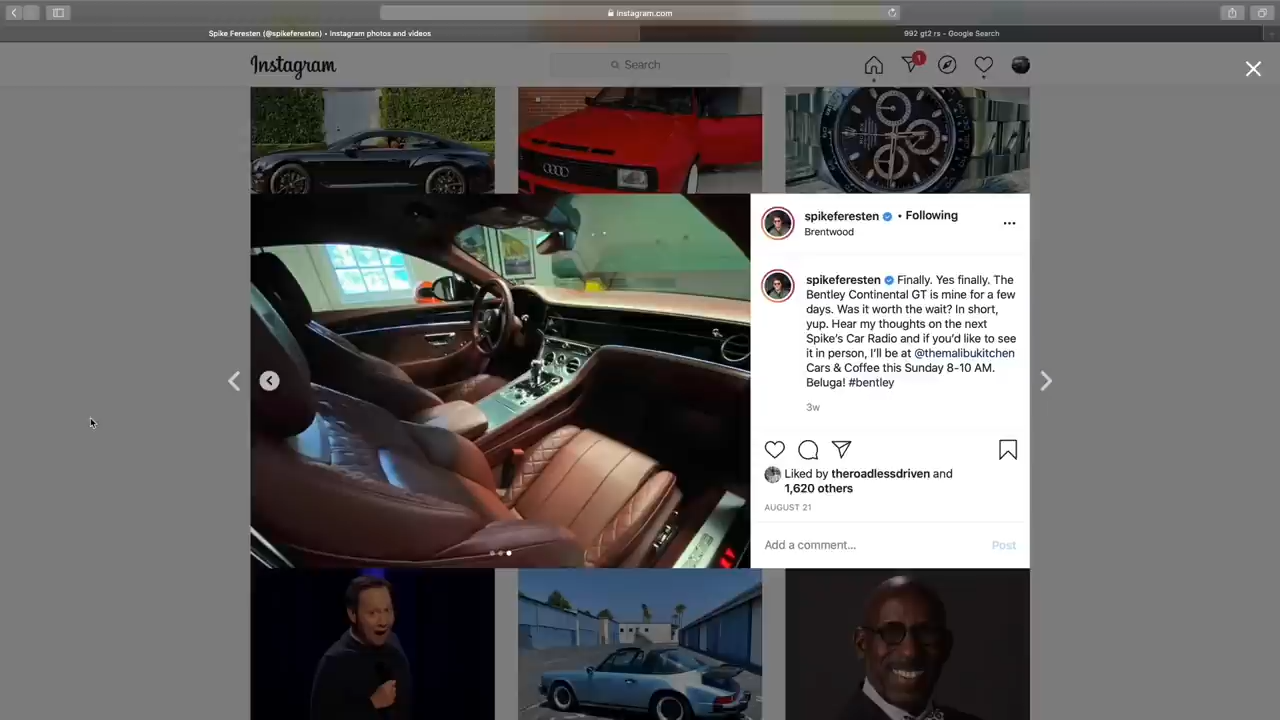 instagram.com
Spike Feresten (@spikeferesten) • Instagram photos and videos
992 gt2 rs - Google Search
Instagram
Search
1
spikeferesten • Following
Brentwood
spikeferesten Finally. Yes finally. The
Bentley Continental GT is mine for a few
days. Was it worth the wait? In short,
yup. Hear my thoughts on the next
Spike's Car Radio and if you'd like to see
it in person, I'll be at @themalibukitchen
Cars & Coffee this Sunday 8-10 AM.
Beluga! #bentley
3w
Liked by theroadlessdriven and
1,620 others
AUGUST 21
Add a comment...
Post